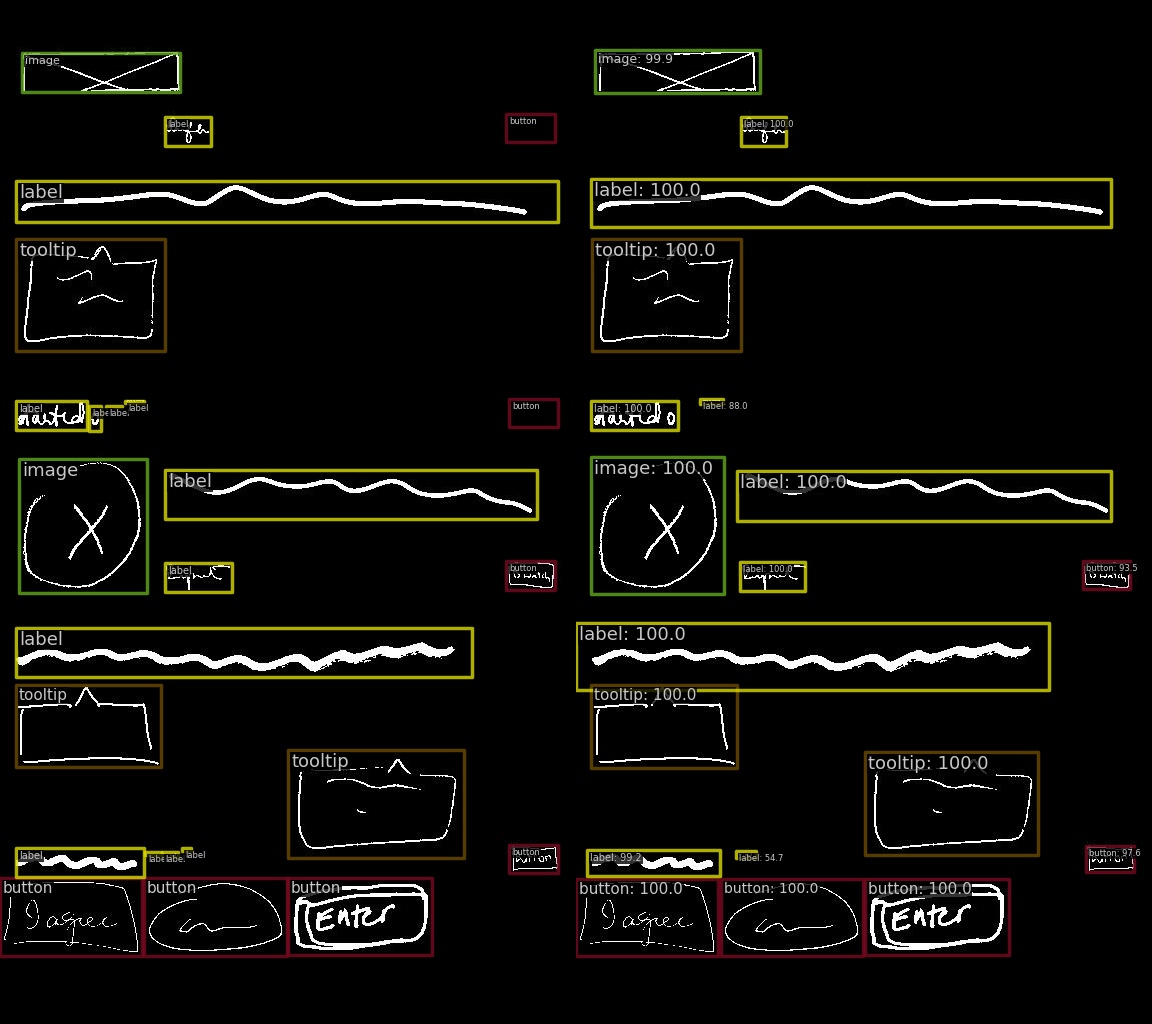 image image: 99.9
label button label: 100.0
label label: 100.0
tooltip tooltip: 100.0
label label label label button label: 100.0 label: 88.0
image label image: 100.0 label: 100.0
label button label: 100.0 button: 93.5
label label: 100.0
tooltip tooltip: 100.0
tooltip tooltip: 100.0
label label label label button label: 99.2 label: 54.7 button: 97.6
button button button button: 100.0 button: 100.0 button: 100.0
I agree Enter I agree Enter